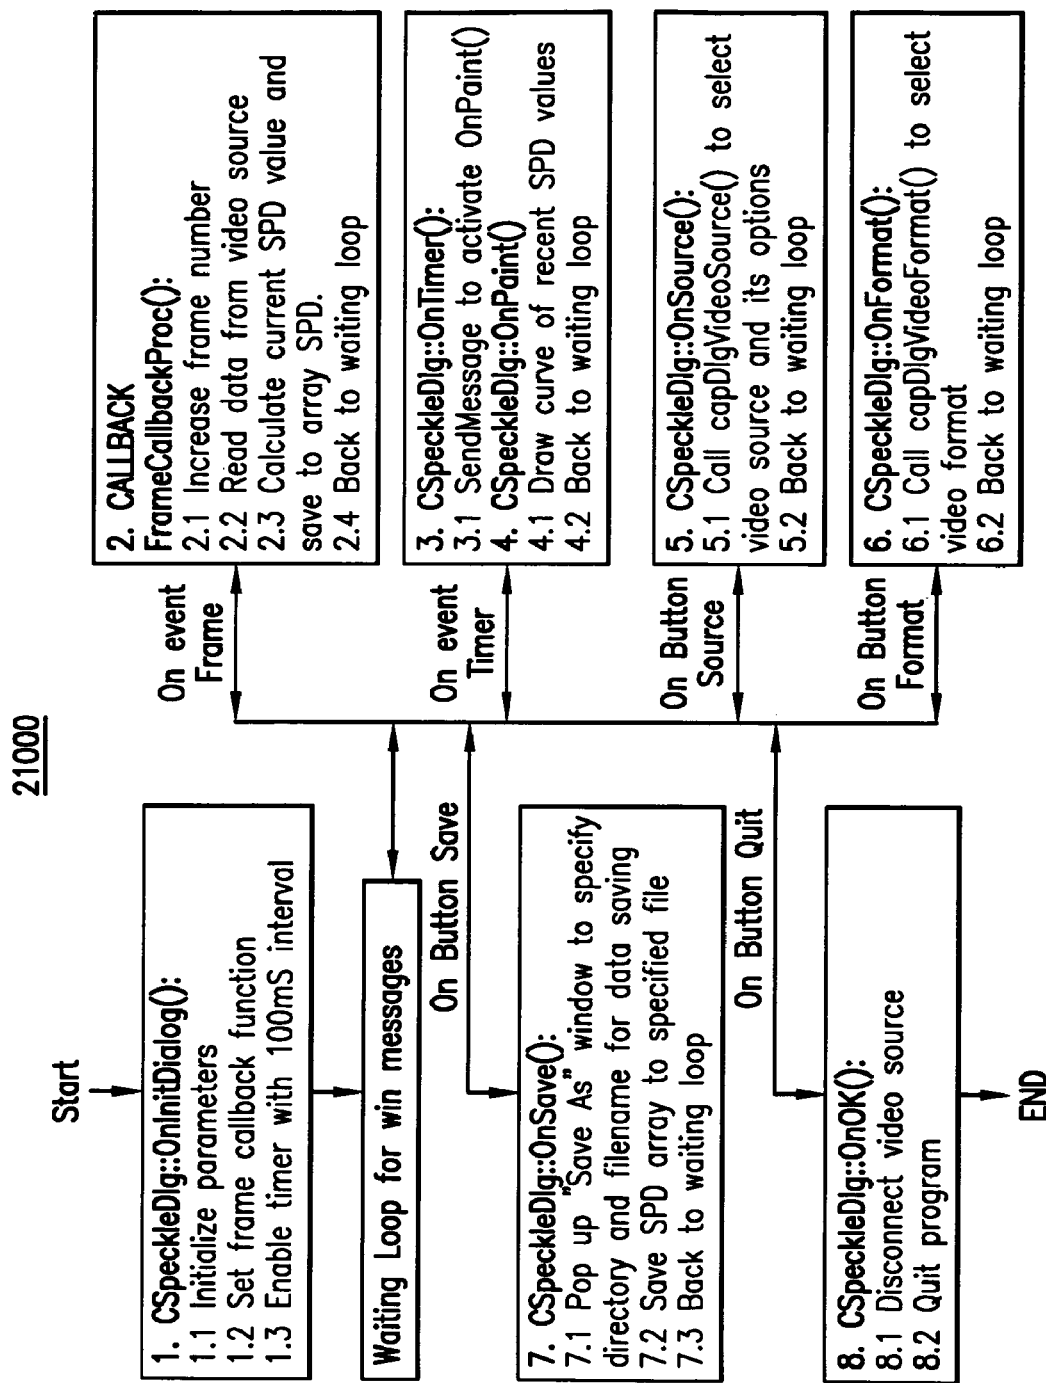 21000
Start
1. CSpeckleDlg::OnInitDialog():
1.1 Initialize parameters
1.2 Set frame callback function
1.3 Enable timer with 100mS interval
Waiting Loop for win messages
On Button Save
7. CSpeckleDlg::OnSave():
7.1 Pop up "Save As" window to specify
directory and filename for data saving
7.2 Save SPD array to specified file
7.3 Back to waiting loop
On Button Quit
8. CSpeckleDlg::OnOK():
8.1 Disconnect video source
8.2 Quit program
END
On event
Frame
2. CALLBACK
FrameCallbackProc():
2.1 Increase frame number
2.2 Read data from video source
2.3 Calculate current SPD value and
save to array SPD.
2.4 Back to waiting loop
On event
Timer
3. CSpeckleDlg::OnTimer():
3.1 SendMessage to activate OnPaint()
4. CSpeckleDlg::OnPaint()
4.1 Draw curve of recent SPD values
4.2 Back to waiting loop
On Button
Source
5. CSpeckleDlg::OnSource():
5.1 Call capDlgVideoSource() to select
video source and its options
5.2 Back to waiting loop
On Button
Format
6. CSpeckleDlg::OnFormat():
6.1 Call capDlgVideoFormat() to select
video format
6.2 Back to waiting loop